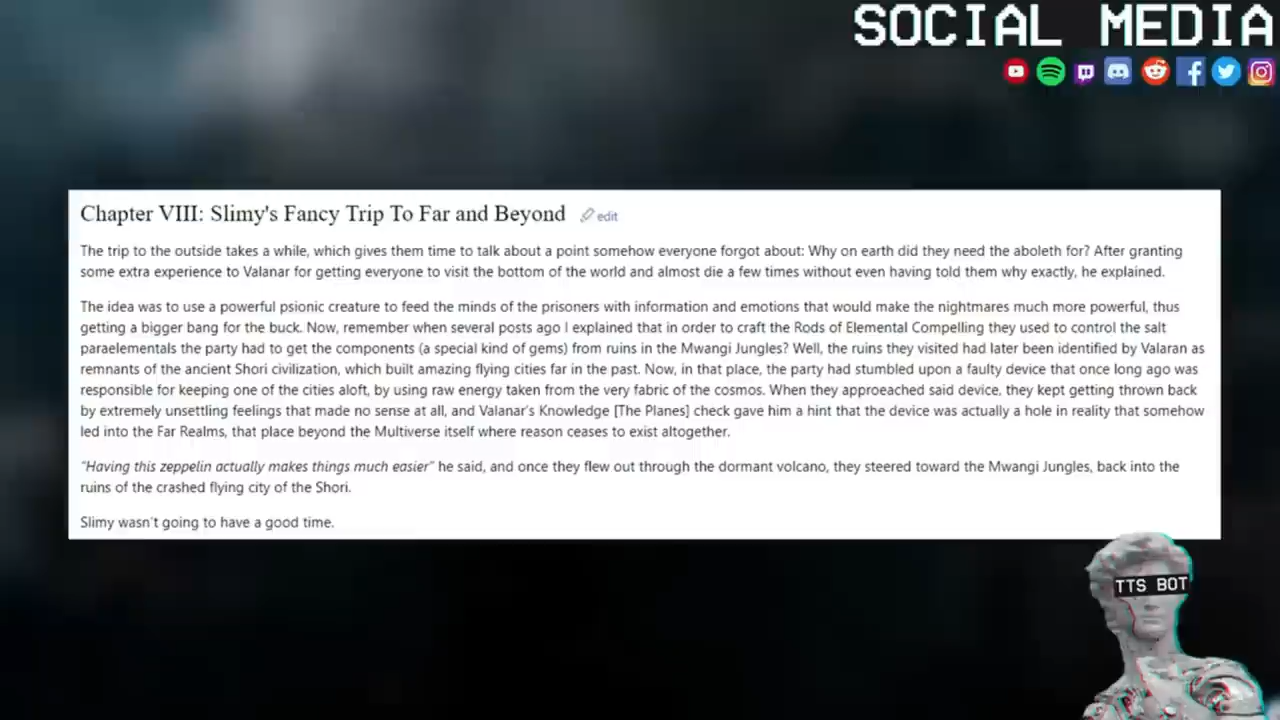 SOCIAL MEDIA
Chapter VIII: Slimy's Fancy Trip To Far and Beyond edit
The trip to the outside takes a while, which gives them time to talk about a point somehow everyone forgot about: Why on earth did they need the aboleth for? After granting
some extra experience to Valanar for getting everyone to visit the bottom of the world and almost die a few times without even having told them why exactly, he explained.
The idea was to use a powerful psionic creature to feed the minds of the prisoners with information and emotions that would make the nightmares much more powerful, thus
getting a bigger bang for the buck. Now, remember when several posts ago I explained that in order to craft the Rods of Elemental Compelling they used to control the salt
paraelementals the party had to get the components (a special kind of gems) from ruins in the Mwangi Jungles? Well, the ruins they visited had later been identified by Valaran as
remnants of the ancient Shori civilization, which built amazing flying cities far in the past. Now, in that place, the party had stumbled upon a faulty device that once long ago was
responsible for keeping one of the cities aloft, by using raw energy taken from the very fabric of the cosmos. When they approeached said device, they kept getting thrown back
by extremely unsettling feelings that made no sense at all, and Valanar's Knowledge [The Planes] check gave him a hint that the device was actually a hole in reality that somehow
led into the Far Realms, that place beyond the Multiverse itself where reason ceases to exist altogether.
"Having this zeppelin actually makes things much easier" he said, and once they flew out through the dormant volcano, they steered toward the Mwangi Jungles, back into the
ruins of the crashed flying city of the Shori.
Slimy wasn't going to have a good time.
TTS BOT